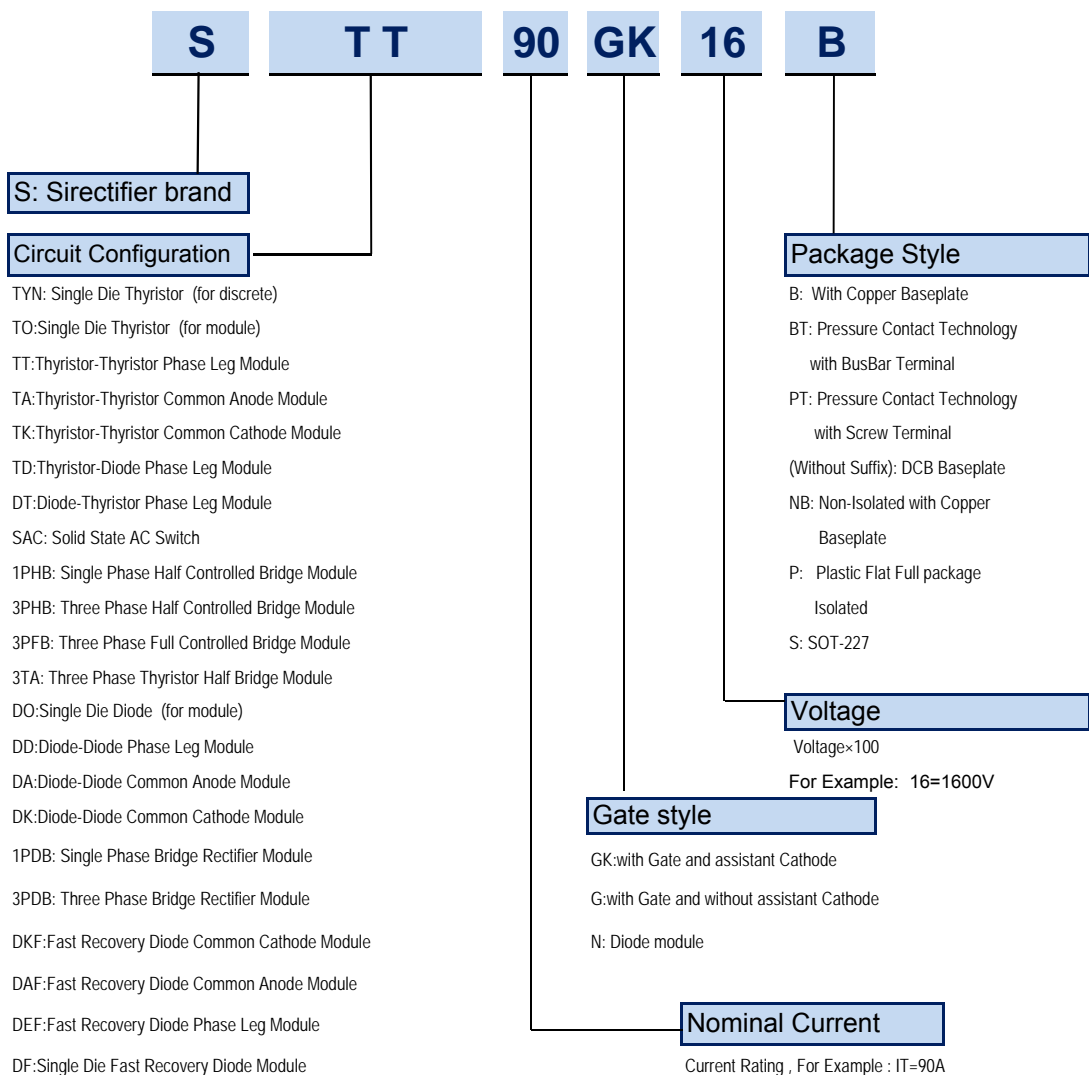 S TT 90 GK 16 B
S: Sirectifier brand
Circuit Configuration
TYN: Single Die Thyristor (for discrete)
TO:Single Die Thyristor (for module)
TT:Thyristor-Thyristor Phase Leg Module
TA:Thyristor-Thyristor Common Anode Module
TK:Thyristor-Thyristor Common Cathode Module
TD:Thyristor-Diode Phase Leg Module
DT:Diode-Thyristor Phase Leg Module
SAC: Solid State AC Switch
1PHB: Single Phase Half Controlled Bridge Module
3PHB: Three Phase Half Controlled Bridge Module
3PFB: Three Phase Full Controlled Bridge Module
3TA: Three Phase Thyristor Half Bridge Module
DO:Single Die Diode (for module)
DD:Diode-Diode Phase Leg Module
DA:Diode-Diode Common Anode Module
DK:Diode-Diode Common Cathode Module
1PDB: Single Phase Bridge Rectifier Module
3PDB: Three Phase Bridge Rectifier Module
DKF:Fast Recovery Diode Common Cathode Module
DAF:Fast Recovery Diode Common Anode Module
DEF:Fast Recovery Diode Phase Leg Module
DF:Single Die Fast Recovery Diode Module
Package Style
B: With Copper Baseplate
BT: Pressure Contact Technology
with BusBar Terminal
PT: Pressure Contact Technology
with Screw Terminal
(Without Suffix): DCB Baseplate
NB: Non-Isolated with Copper
Baseplate
P: Plastic Flat Full package
Isolated
S: SOT-227
Voltage
Voltage×100
For Example: 16=1600V
Gate style
GK:with Gate and assistant Cathode
G:with Gate and without assistant Cathode
N: Diode module
Nominal Current
Current Rating , For Example : IT=90A